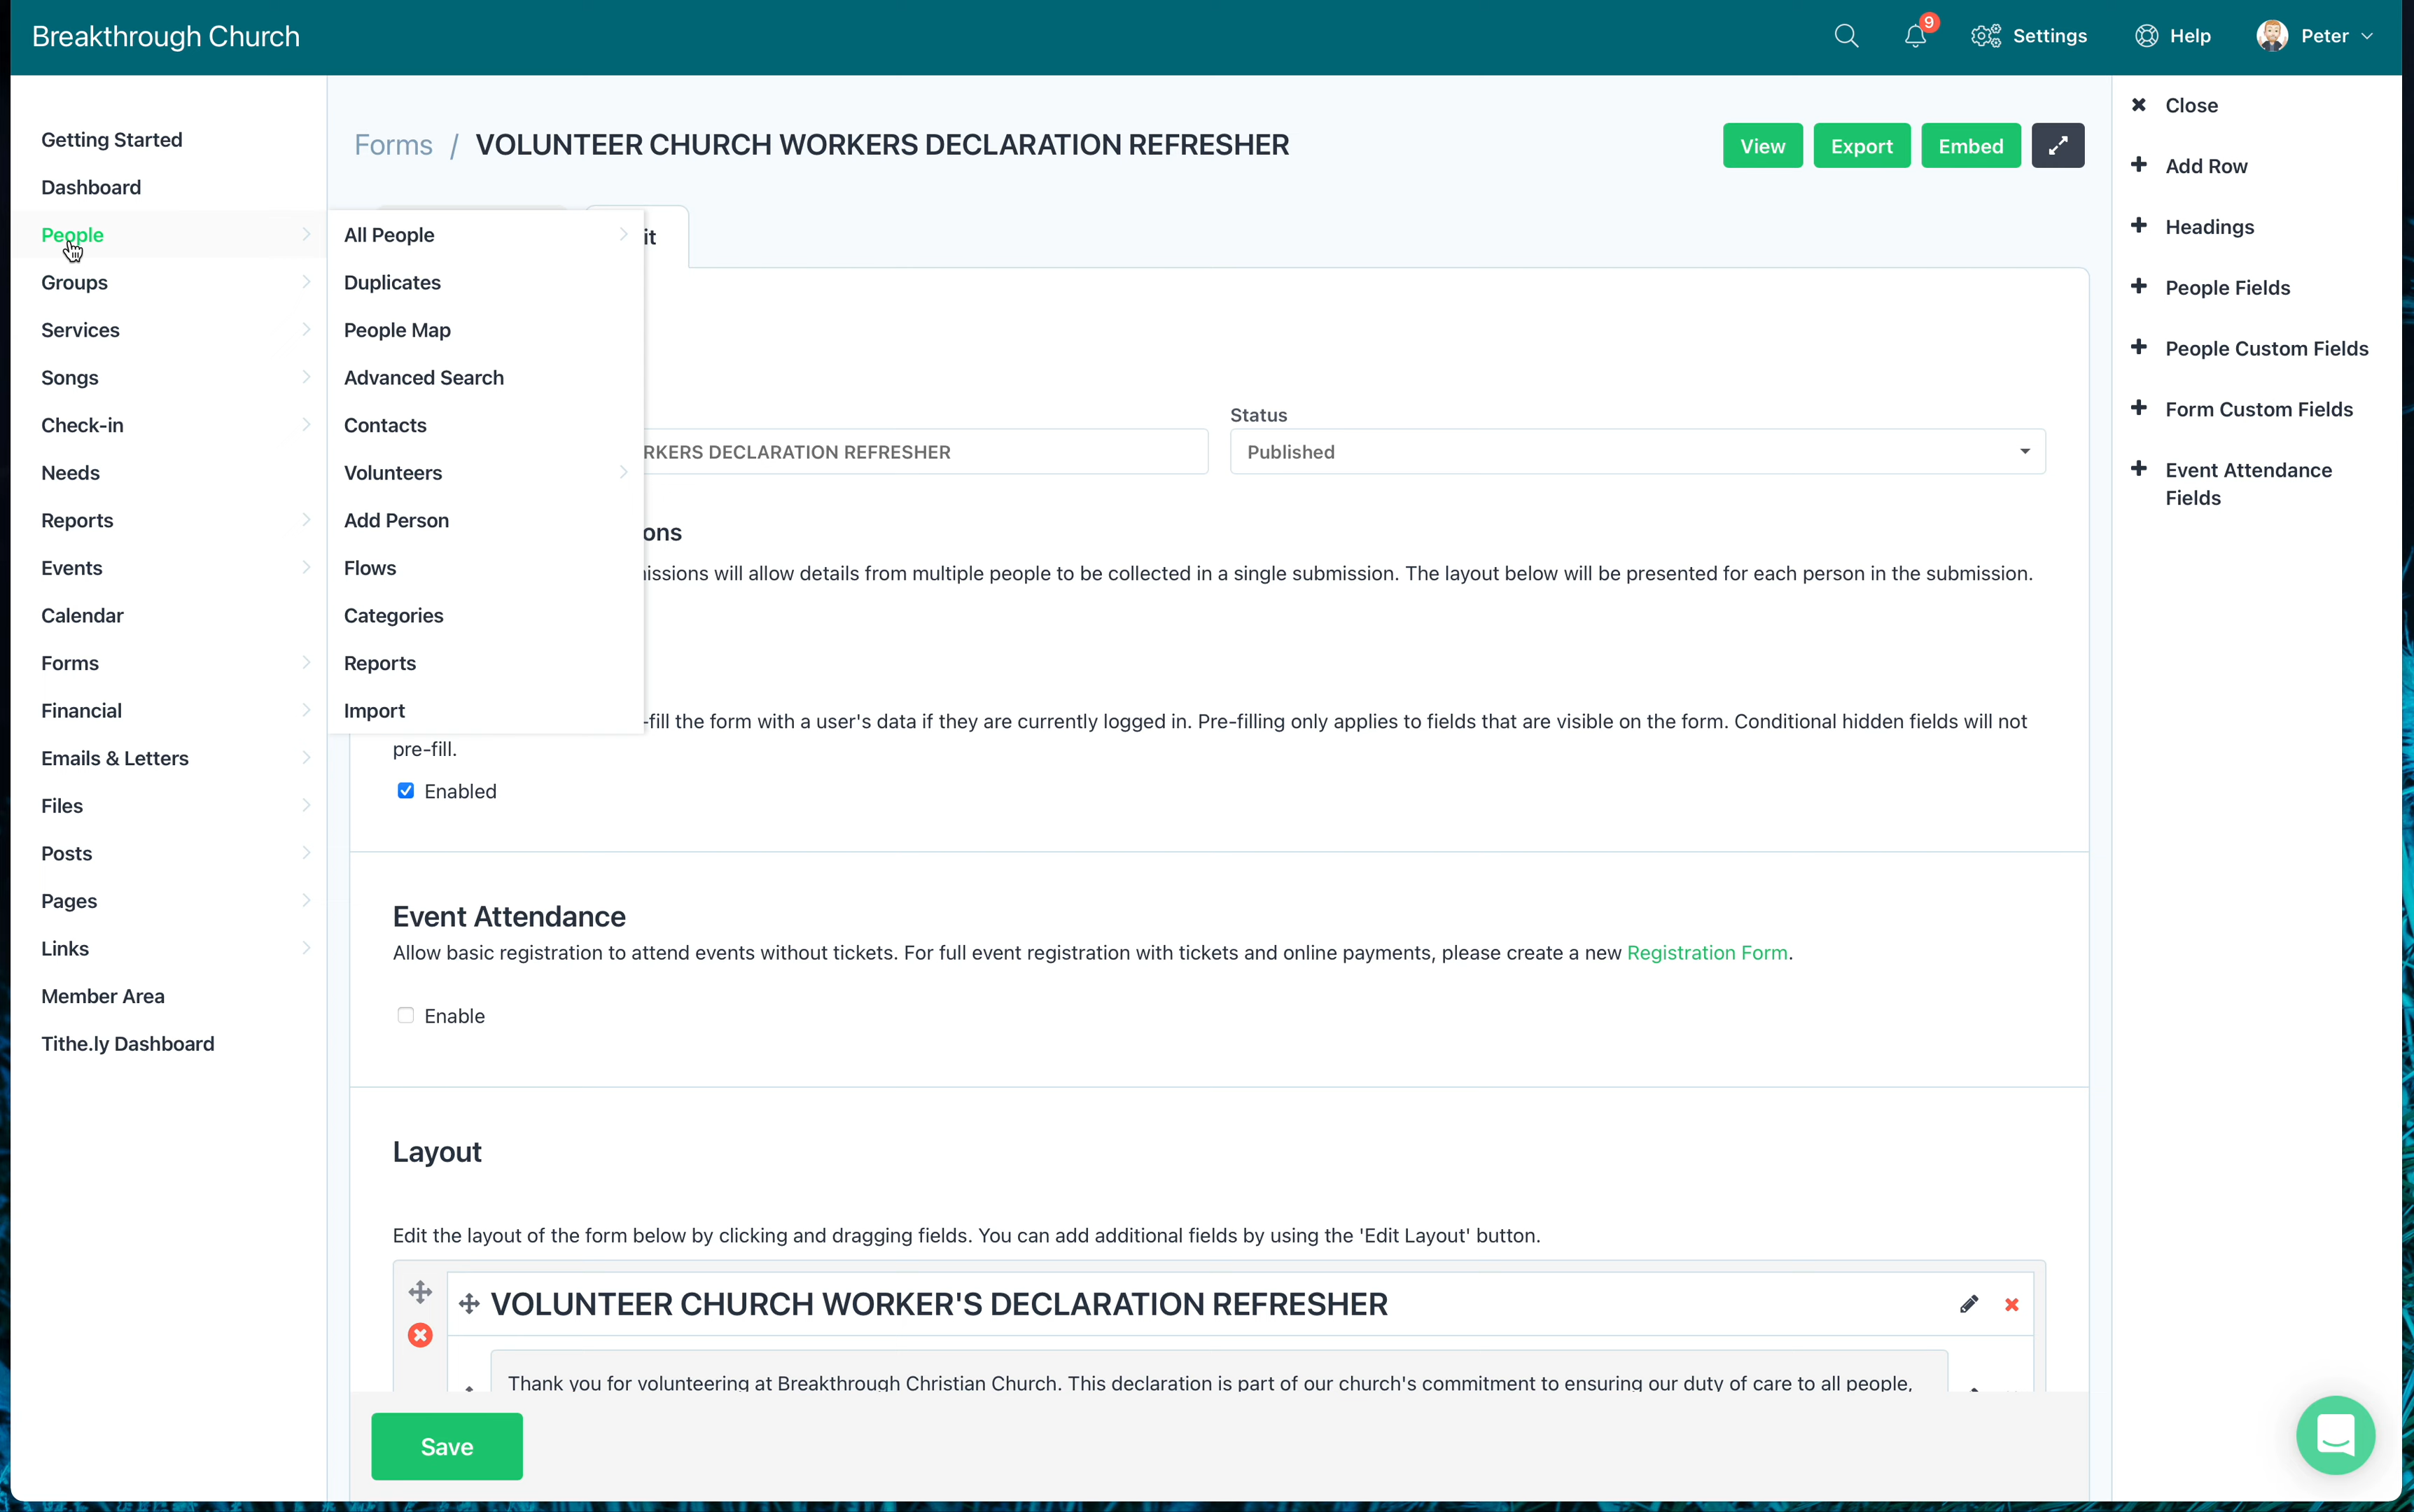 Breakthrough Church
9
Settings
Help
Peter
Getting Started
Dashboard
People
Groups
Services
Songs
Check-in
Needs
Reports
Events
Calendar
Forms
Financial
Emails & Letters
Files
Posts
Pages
Links
Member Area
Tithe.ly Dashboard
All People
Duplicates
People Map
Advanced Search
Contacts
Volunteers
Add Person
Flows
Categories
Reports
Import
Forms / VOLUNTEER CHURCH WORKERS DECLARATION REFRESHER
View
Export
Embed
it
Status
RKERS DECLARATION REFRESHER
Published
ons
issions will allow details from multiple people to be collected in a single submission. The layout below will be presented for each person in the submission.
-fill the form with a user's data if they are currently logged in. Pre-filling only applies to fields that are visible on the form. Conditional hidden fields will not
pre-fill.
Enabled
Event Attendance
Allow basic registration to attend events without tickets. For full event registration with tickets and online payments, please create a new Registration Form.
Enable
Layout
Edit the layout of the form below by clicking and dragging fields. You can add additional fields by using the 'Edit Layout' button.
VOLUNTEER CHURCH WORKER'S DECLARATION REFRESHER
Thank you for volunteering at Breakthrough Christian Church. This declaration is part of our church's commitment to ensuring our duty of care to all people,
Save
Close
Add Row
Headings
People Fields
People Custom Fields
Form Custom Fields
Event Attendance
Fields